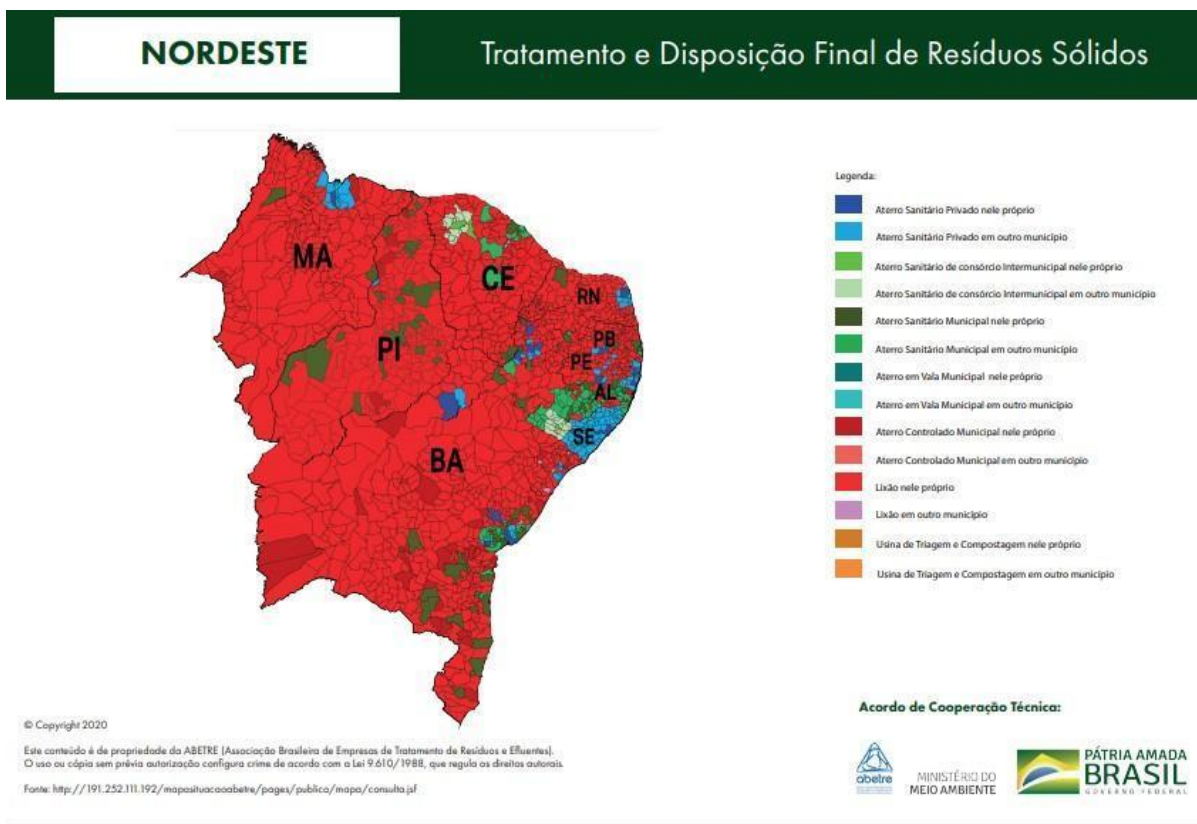 NORDESTE
Tratamento e Disposição Final de Resíduos Sólidos
MA
CE
RN
PB
PE
PI
AL
SE
BA
Legenda:
Aterro Sanitário Privado nele próprio
Aterro Sanitário Privado em outro município
Aterro Sanitário de consórcio Intermunicipal nele próprio
Aterro Sanitário de consórcio Intermunicipal em outro município
Aterro Sanitário Municipal nele próprio
Aterro Sanitário Municipal em outro município
Aterro em Vala Municipal nele próprio
Aterro em Vala Municipal em outro município
Aterro Controlado Municipal nele próprio
Aterro Controlado Municipal em outro município
Lixão nele próprio
Lixão em outro município
Usina de Triagem e Compostagem nele próprio
Usina de Triagem e Compostagem em outro município
© Copyright 2020
Este conteúdo é de propriedade da ABETRE (Associação Brasileira de Empresas de Tratamento de Resíduos e Efluentes).
O uso ou cópia sem prévia autorização configura crime de acordo com a Lei 9.610/1988, que regula os direitos autorais.
Fonte: http://191.252.111.192/mapasituacaoabetre/pages/publico/mapa/consulta.jsf
Acordo de Cooperação Técnica:
abetre
MINISTÉRIO DO
MEIO AMBIENTE
PÁTRIA AMADA
BRASIL
GOVERNO FEDERAL